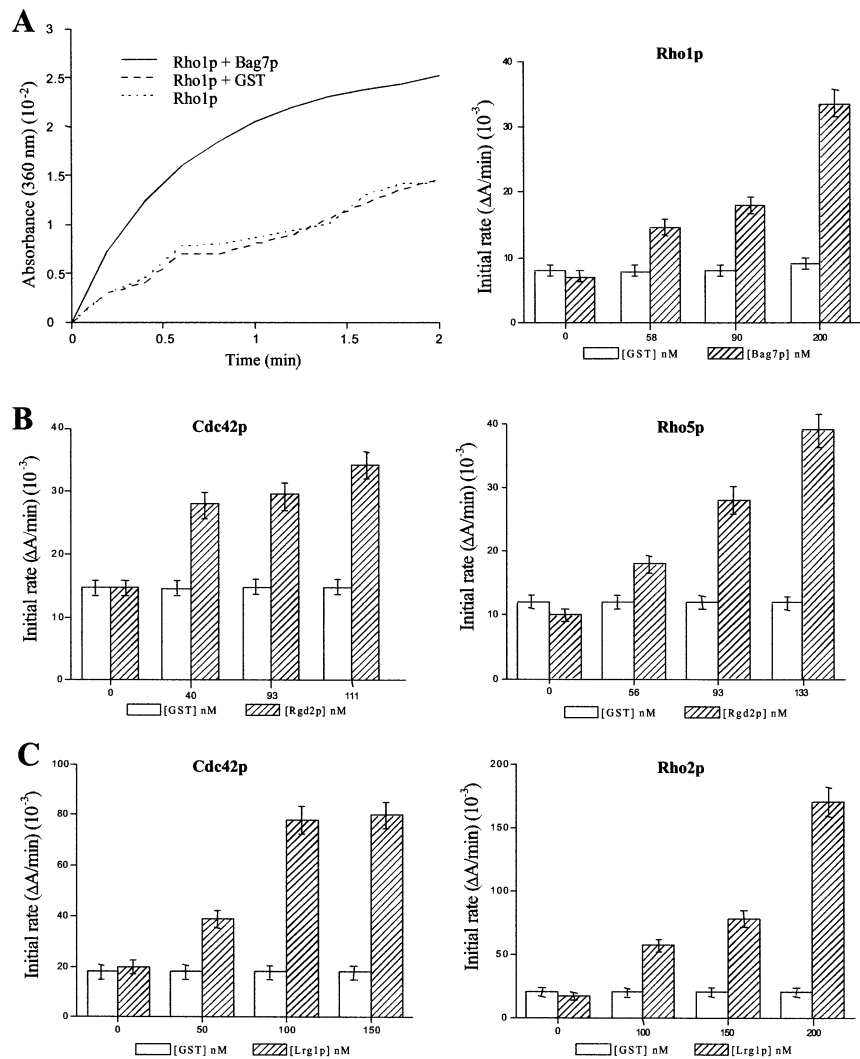 A
Absorbance (360 nm) (10⁻²)
3
2.5
2
1.5
1
0.5
0
Rho1p + Bag7p
Rho1p + GST
Rho1p
0 0.5 1 1.5 2
Time (min)
Rho1p
Initial rate (ΔA/min) (10⁻³)
40
30
20
10
0
0 58 90 200
[GST] nM [Bag7p] nM
B
Cdc42p
Initial rate (ΔA/min) (10⁻³)
40
30
20
10
0
0 40 93 111
[GST] nM [Rgd2p] nM
Rho5p
Initial rate (ΔA/min) (10⁻³)
40
30
20
10
0
0 56 93 133
[GST] nM [Rgd2p] nM
C
Cdc42p
Initial rate (ΔA/min) (10⁻³)
100
80
60
40
20
0
0 50 100 150
[GST] nM [Lrg1p] nM
Rho2p
Initial rate (ΔA/min) (10⁻³)
200
150
100
50
0
0 100 150 200
[GST] nM [Lrg1p] nM